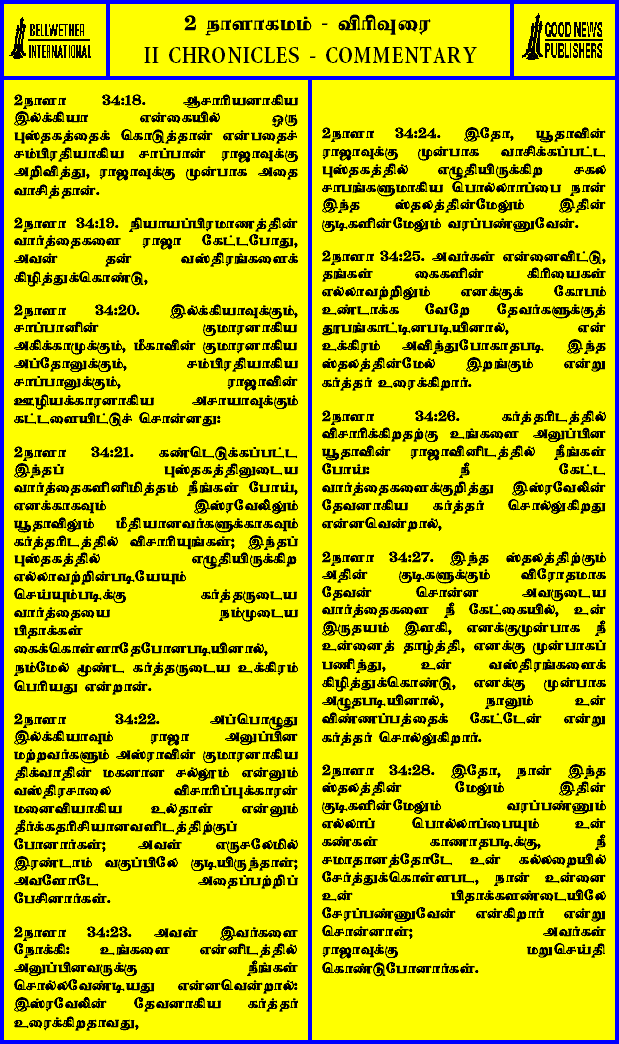 BELLWETHER
INTERNATIONAL
2 நாளாகமம் - விரிவுரை
II CHRONICLES - COMMENTARY
GOOD NEWS
PUBLISHERS
2நாளா 34:18. ஆசாரியனாகிய
இல்க்கியா என்கையில் ஒரு
புஸ்தகத்தைக் கொடுத்தான் என்பதைச்
சம்பிரதியாகிய சாப்பான் ராஜாவுக்கு
அறிவித்து, ராஜாவுக்கு முன்பாக அதை
வாசித்தான்.
2நாளா 34:19. நியாயப்பிரமாணத்தின்
வார்த்தைகளை ராஜா கேட்டபோது,
அவன் தன் வஸ்திரங்களைக்
கிழித்துக்கொண்டு,
2நாளா 34:20. இல்க்கியாவுக்கும்,
சாப்பானின் குமாரனாகிய
அகிக்காமுக்கும், மீகாவின் குமாரனாகிய
அப்தோனுக்கும், சம்பிரதியாகிய
சாப்பானுக்கும், ராஜாவின்
ஊழியக்காரனாகிய அசாயாவுக்கும்
கட்டளையிட்டுச் சொன்னது:
2நாளா 34:21. கண்டெடுக்கப்பட்ட
இந்தப் புஸ்தகத்தினுடைய
வார்த்தைகளினிமித்தம் நீங்கள் போய்,
எனக்காகவும் இஸ்ரவேலிலும்
யூதாவிலும் மீதியானவர்களுக்காகவும்
கர்த்தரிடத்தில் விசாரியுங்கள்; இந்தப்
புஸ்தகத்தில் எழுதியிருக்கிற
எல்லாவற்றின்படியேயும்
செய்யும்படிக்கு கர்த்தருடைய
வார்த்தையை நம்முடைய
பிதாக்கள்
கைக்கொள்ளாதேபோனபடியினால்,
நம்மேல் மூண்ட கர்த்தருடைய உக்கிரம்
பெரியது என்றான்.
2நாளா 34:22. அப்பொழுது
இல்க்கியாவும் ராஜா அனுப்பின
மற்றவர்களும் அஸ்ராவின் குமாரனாகிய
திக்வாதின் மகனான சல்லூம் என்னும்
வஸ்திரசாலை விசாரிப்புக்காரன்
மனைவியாகிய உல்தாள் என்னும்
தீர்க்கதரிசியானவளிடத்திற்குப்
போனார்கள்; அவள் எருசலேமில்
இரண்டாம் வகுப்பிலே குடியிருந்தாள்;
அவளோடே அதைப்பற்றிப்
பேசினார்கள்.
2நாளா 34:23. அவள் இவர்களை
நோக்கி: உங்களை என்னிடத்தில்
அனுப்பினவருக்கு நீங்கள்
சொல்லவேண்டியது என்னவென்றால்:
இஸ்ரவேலின் தேவனாகிய கர்த்தர்
உரைக்கிறதாவது,
2நாளா 34:24. இதோ, யூதாவின்
ராஜாவுக்கு முன்பாக வாசிக்கப்பட்ட
புஸ்தகத்தில் எழுதியிருக்கிற சகல
சாபங்களுமாகிய பொல்லாாப்பை நான்
இந்த ஸ்தலத்தின்மேலும் இதின்
குடிகளின்மேலும் வரப்பண்ணுவேன்.
2நாளா 34:25. அவர்கள் என்னைவிட்டு,
தங்கள் கைகளின் கிரியைகள்
எல்லாவற்றிலும் எனக்குக் கோபம்
உண்டாக்க வேறே தேவர்களுக்குத்
தூபங்காட்டினபடியினால், என்
உக்கிரம் அவிந்துபோகாதபடி இந்த
ஸ்தலத்தின்மேல் இறங்கும் என்று
கர்த்தர் உரைக்கிறார்.
2நாளா 34:26. கர்த்தரிடத்தில்
விசாரிக்கிறதற்கு உங்களை அனுப்பின
யூதாவின் ராஜாவினிடத்தில் நீங்கள்
போய்: நீ கேட்ட
வார்த்தைகளைக்குறித்து இஸ்ரவேலின்
தேவனாகிய கர்த்தர் சொல்லுகிறது
என்னவென்றால்,
2நாளா 34:27. இந்த ஸ்தலத்திற்கும்
அதின் குடிகளுக்கும் விரோதமாக
தேவன் சொன்ன அவருடைய
வார்த்தைகளை நீ கேட்கையில், உன்
இருதயம் இளகி, எனக்குமுன்பாக நீ
உன்னைத் தாழ்த்தி, எனக்கு முன்பாகப்
பணிந்து, உன் வஸ்திரங்களைக்
கிழித்துக்கொண்டு, எனக்கு முன்பாக
அழுதபடியினால், நானும் உன்
விண்ணப்பத்தைக் கேட்டேன் என்று
கர்த்தர் சொல்லுகிறார்.
2நாளா 34:28. இதோ, நான் இந்த
ஸ்தலத்தின் மேலும் இதின்
குடிகளின்மேலும் வரப்பண்ணும்
எல்லாப் பொல்லாப்பையும் உன்
கண்கள் காணாதபடிக்கு, நீ
சமாதானத்தோடே உன் கல்லறையில்
சேர்த்துக்கொள்ளபட, நான் உன்னை
உன் பிதாக்களண்டையிலே
சேரப்பண்ணுவேன் என்கிறார் என்று
சொன்னாள்; அவர்கள்
ராஜாவுக்கு மறுசெய்தி
கொண்டுபோனார்கள்.